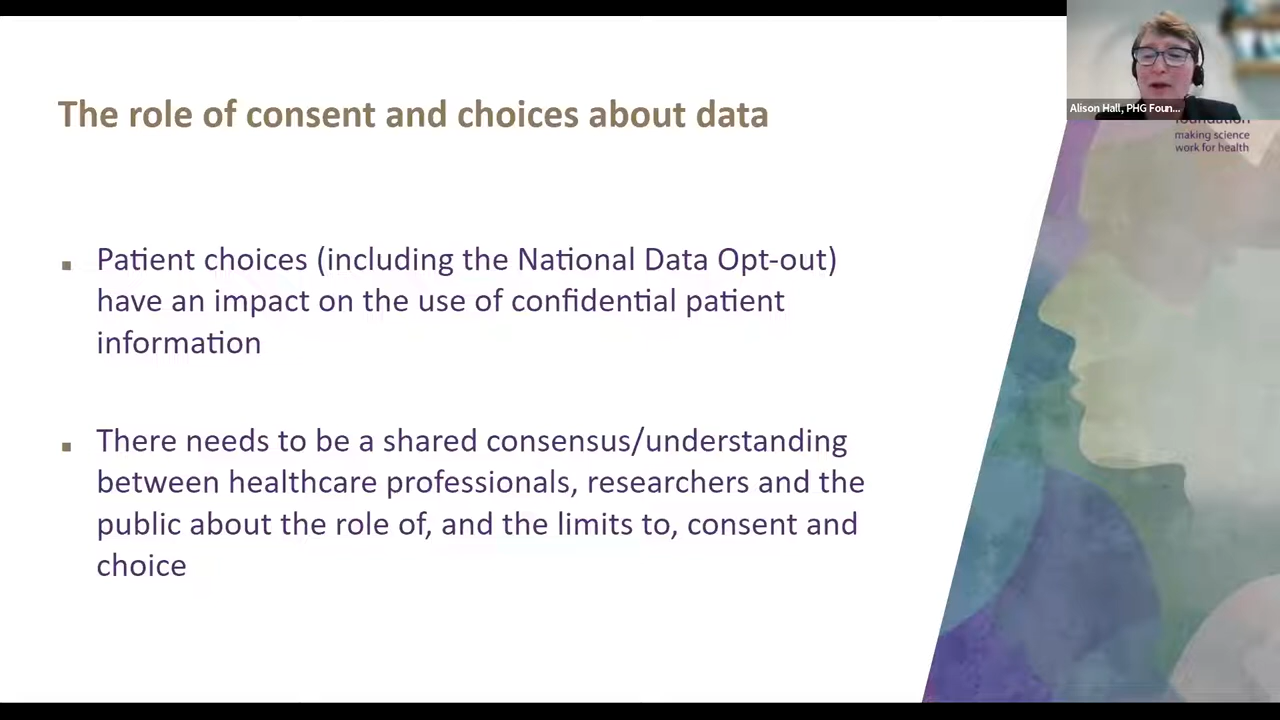 The role of consent and choices about data
Alison Hall, PHG Foun...
foundation
making science
work for health
▪ Patient choices (including the National Data Opt-out)
have an impact on the use of confidential patient
information
▪ There needs to be a shared consensus/understanding
between healthcare professionals, researchers and the
public about the role of, and the limits to, consent and
choice